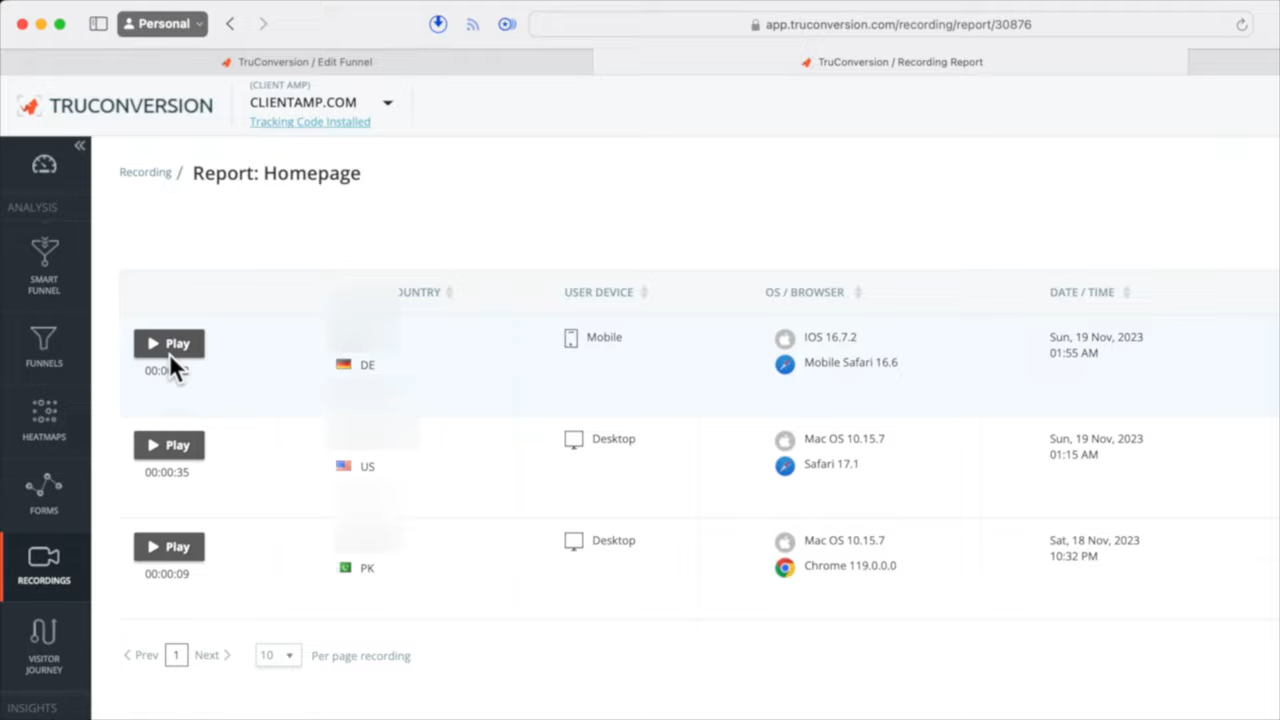 Personal
app.truconversion.com/recording/report/30876
TruConversion / Edit Funnel
TruConversion / Recording Report
TRUCONVERSION
(CLIENT AMP)
CLIENTAMP.COM
Tracking Code Installed
ANALYSIS
SMART
FUNNEL
FUNNELS
HEATMAPS
FORMS
RECORDINGS
VISITOR
JOURNEY
INSIGHTS
Recording / Report: Homepage
USER DEVICE
OS / BROWSER
DATE / TIME
Play
DE
Mobile
IOS 16.7.2
Mobile Safari 16.6
Sun, 19 Nov, 2023
01:55 AM
Play
00:00:35
US
Desktop
Mac OS 10.15.7
Safari 17.1
Sun, 19 Nov, 2023
01:15 AM
Play
00:00:09
PK
Desktop
Mac OS 10.15.7
Chrome 119.0.0.0
Sat, 18 Nov, 2023
10:32 PM
Prev 1 Next
10
Per page recording